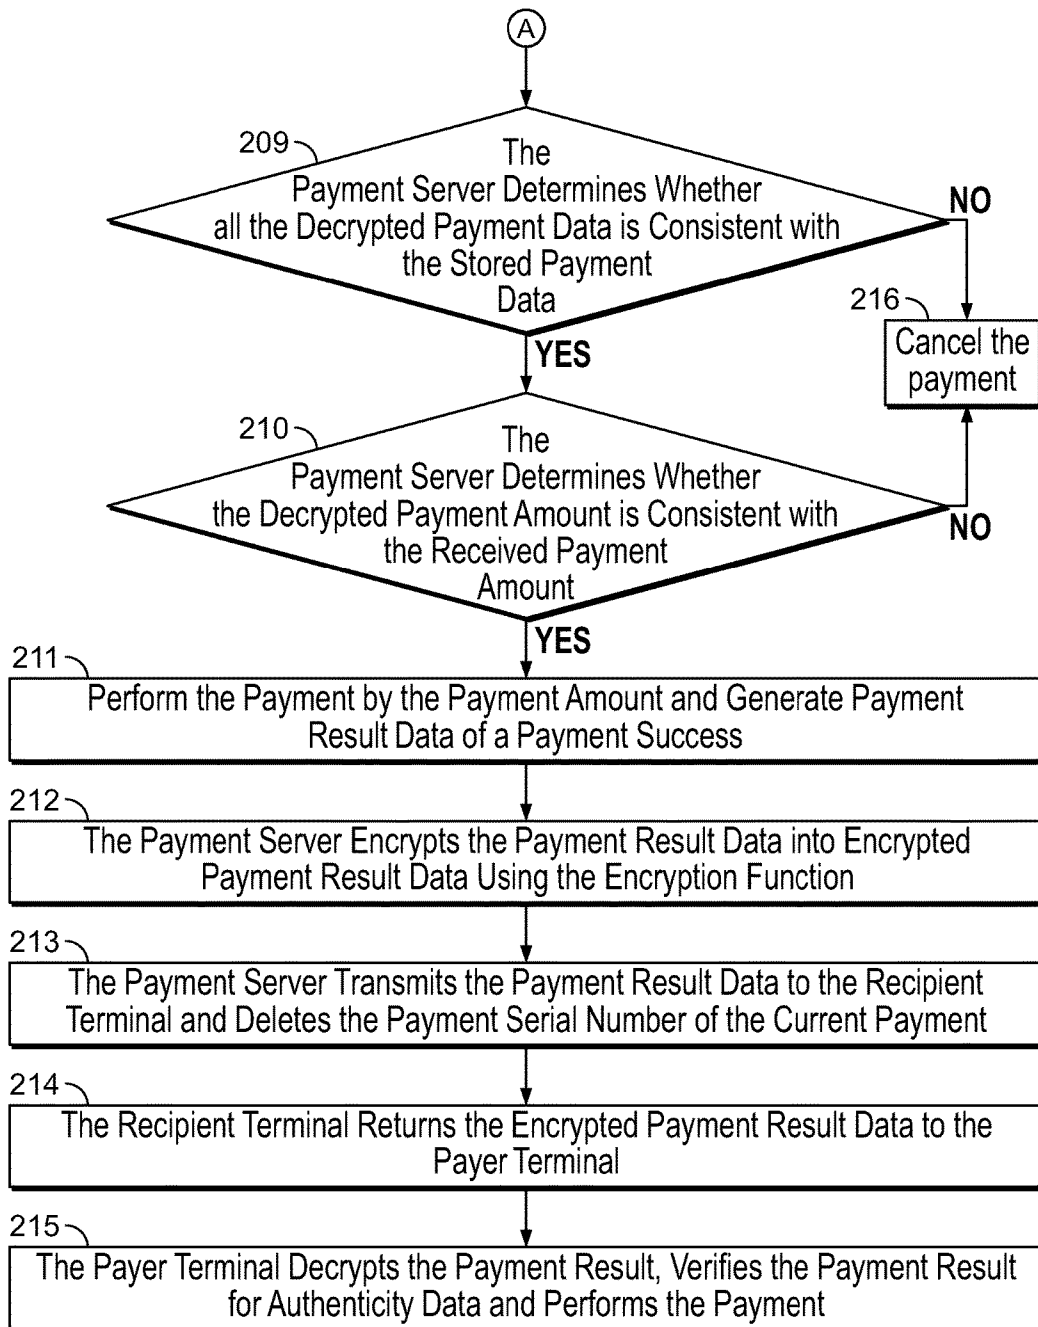 A
209
The
Payment Server Determines Whether
all the Decrypted Payment Data is Consistent with
the Stored Payment
Data
NO
YES
216
Cancel the
payment
210
The
Payment Server Determines Whether
the Decrypted Payment Amount is Consistent with
the Received Payment
Amount
NO
YES
211
Perform the Payment by the Payment Amount and Generate Payment
Result Data of a Payment Success
212
The Payment Server Encrypts the Payment Result Data into Encrypted
Payment Result Data Using the Encryption Function
213
The Payment Server Transmits the Payment Result Data to the Recipient
Terminal and Deletes the Payment Serial Number of the Current Payment
214
The Recipient Terminal Returns the Encrypted Payment Result Data to the
Payer Terminal
215
The Payer Terminal Decrypts the Payment Result, Verifies the Payment Result
for Authenticity Data and Performs the Payment